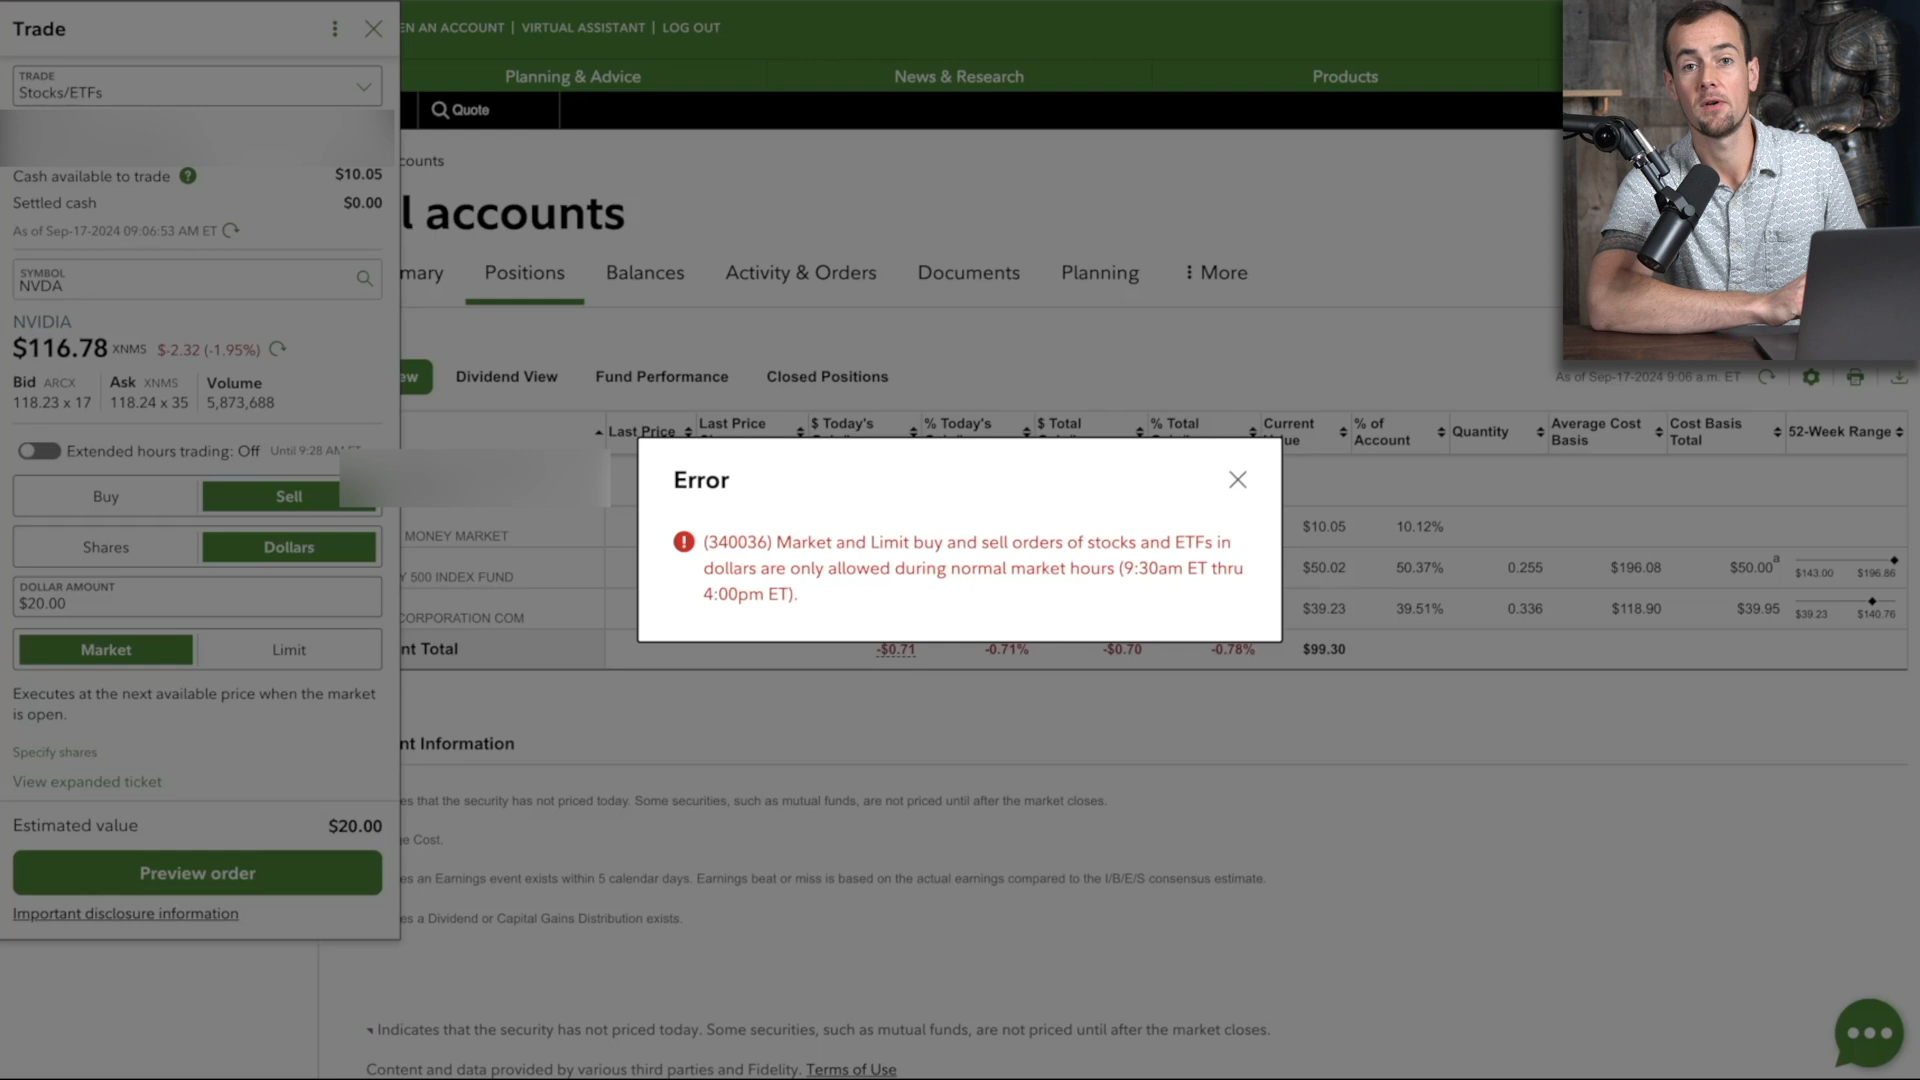 Trade
EN AN ACCOUNT | VIRTUAL ASSISTANT | LOG OUT
Planning & Advice
News & Research
Products
Quote
TRADE
Stocks/ETFs
Cash available to trade ? $10.05
Settled cash $0.00
As of Sep-17-2024 09:06:53 AM ET
SYMBOL
NVDA
NVIDIA
$116.78 XNMS $-2.32 (-1.95%)
Bid ARCX Ask XNMS Volume
118.23 x 17 118.24 x 35 5,873,688
Extended hours trading: Off Until 9:28 AM ET
Buy Sell
Shares Dollars
DOLLAR AMOUNT
$20.00
Market Limit
Executes at the next available price when the market
is open.
Specify shares
View expanded ticket
Estimated value $20.00
Preview order
Important disclosure information
counts
l accounts
mary Positions Balances Activity & Orders Documents Planning More
ew Dividend View Fund Performance Closed Positions
As of Sep-17-2024 9:06 a.m. ET
Last Price Last Price $ Today's % Today's $ Total % Total Current % of Account Quantity Average Cost Basis Cost Basis Total 52-Week Range
Error
(340036) Market and Limit buy and sell orders of stocks and ETFs in
dollars are only allowed during normal market hours (9:30am ET thru
4:00pm ET).
MONEY MARKET $10.05 10.12%
Y 500 INDEX FUND $50.02 50.37% 0.255 $196.08 $50.00 a $143.00 $196.86
CORPORATION COM $39.23 39.51% 0.336 $118.90 $39.95 $39.23 $140.76
nt Total -$0.71 -0.71% -$0.70 -0.78% $99.30
nt Information
es that the security has not priced today. Some securities, such as mutual funds, are not priced until after the market closes.
ge Cost.
es an Earnings event exists within 5 calendar days. Earnings beat or miss is based on the actual earnings compared to the I/B/E/S consensus estimate.
es a Dividend or Capital Gains Distribution exists.
Indicates that the security has not priced today. Some securities, such as mutual funds, are not priced until after the market closes.
Content and data provided by various third parties and Fidelity. Terms of Use